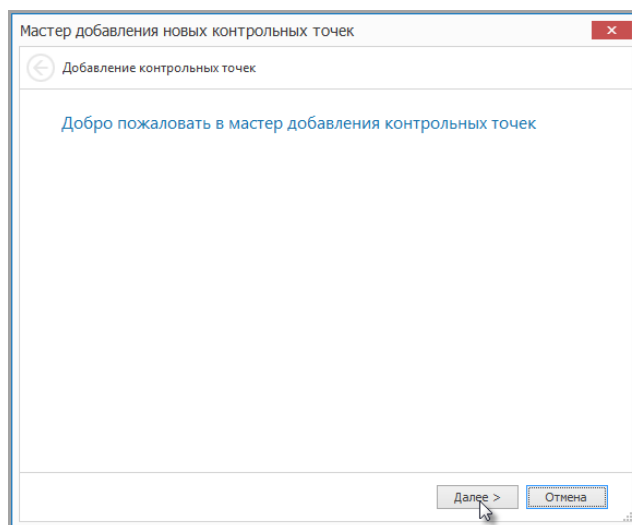 Мастер добавления новых контрольных точек
Добавление контрольных точек
Добро пожаловать в мастер добавления контрольных точек
Далее >
Отмена